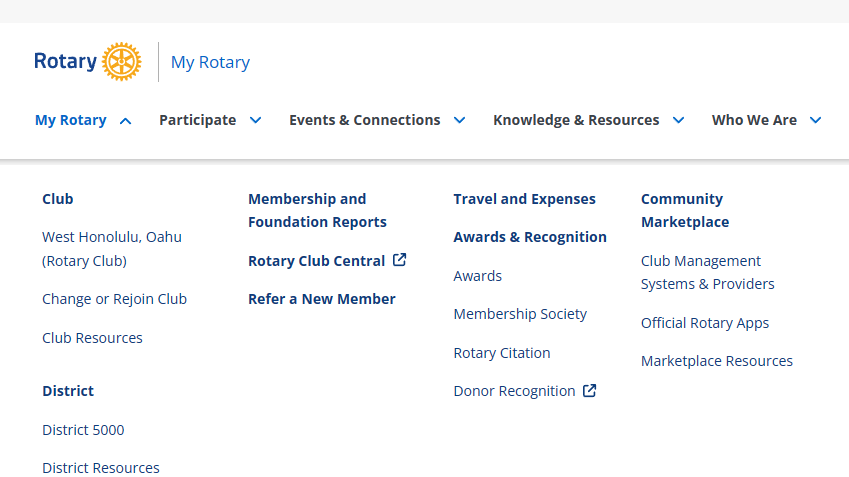 Rotary
My Rotary
My Rotary
Participate
Events & Connections
Knowledge & Resources
Who We Are
Club
West Honolulu, Oahu
(Rotary Club)
Change or Rejoin Club
Club Resources
District
District 5000
District Resources
Membership and
Foundation Reports
Rotary Club Central
Refer a New Member
Travel and Expenses
Awards & Recognition
Awards
Membership Society
Rotary Citation
Donor Recognition
Community
Marketplace
Club Management
Systems & Providers
Official Rotary Apps
Marketplace Resources